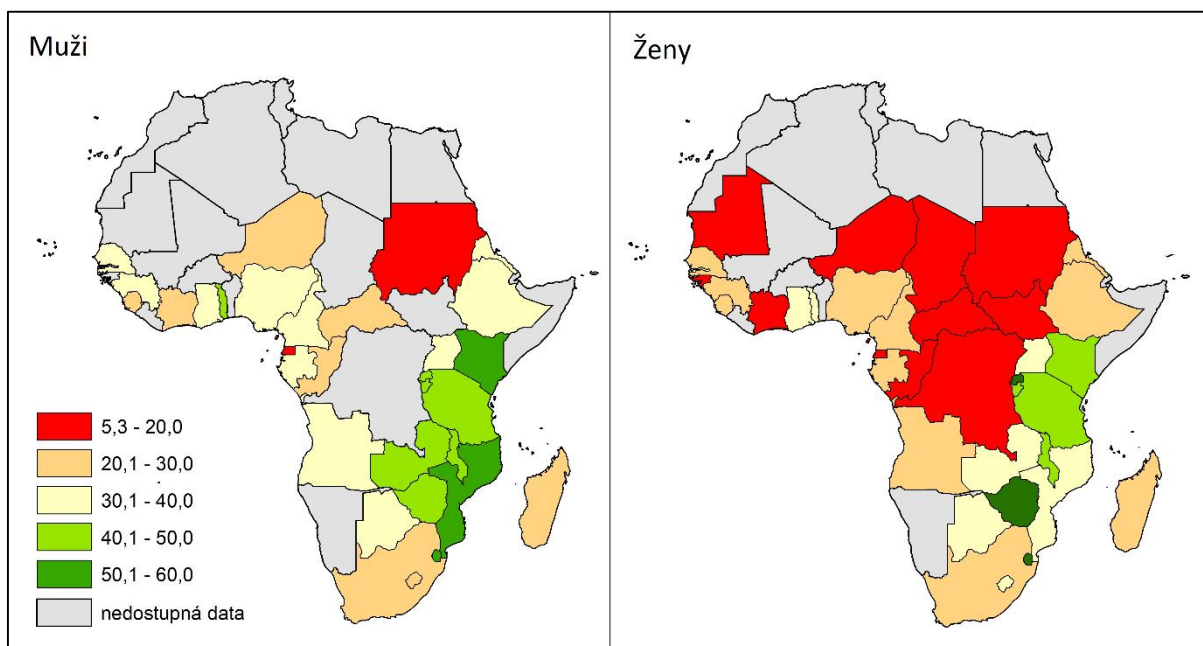 Muži
Ženy
5,3 - 20,0
20,1 - 30,0
30,1 - 40,0
40,1 - 50,0
50,1 - 60,0
nedostupná data